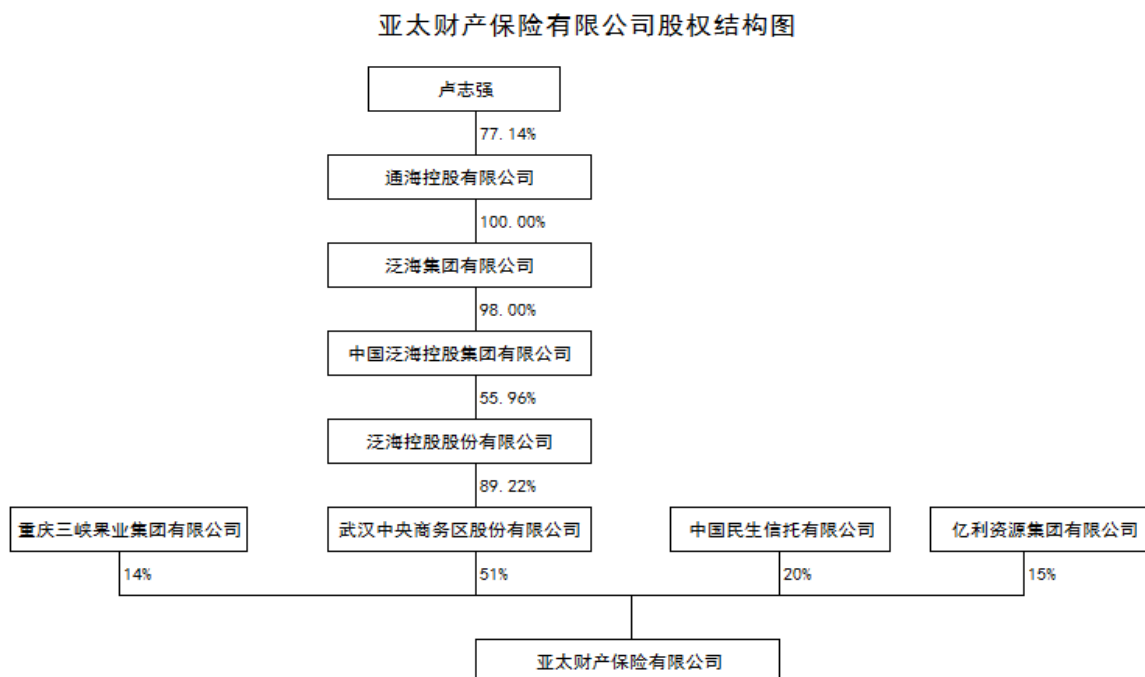 亚太财产保险有限公司股权结构图
卢志强
77.14%
通海控股有限公司
100.00%
泛海集团有限公司
98.00%
中国泛海控股集团有限公司
55.96%
泛海控股股份有限公司
89.22%
重庆三峡果业集团有限公司
武汉中央商务区股份有限公司
中国民生信托有限公司
亿利资源集团有限公司
14%
51%
20%
15%
亚太财产保险有限公司